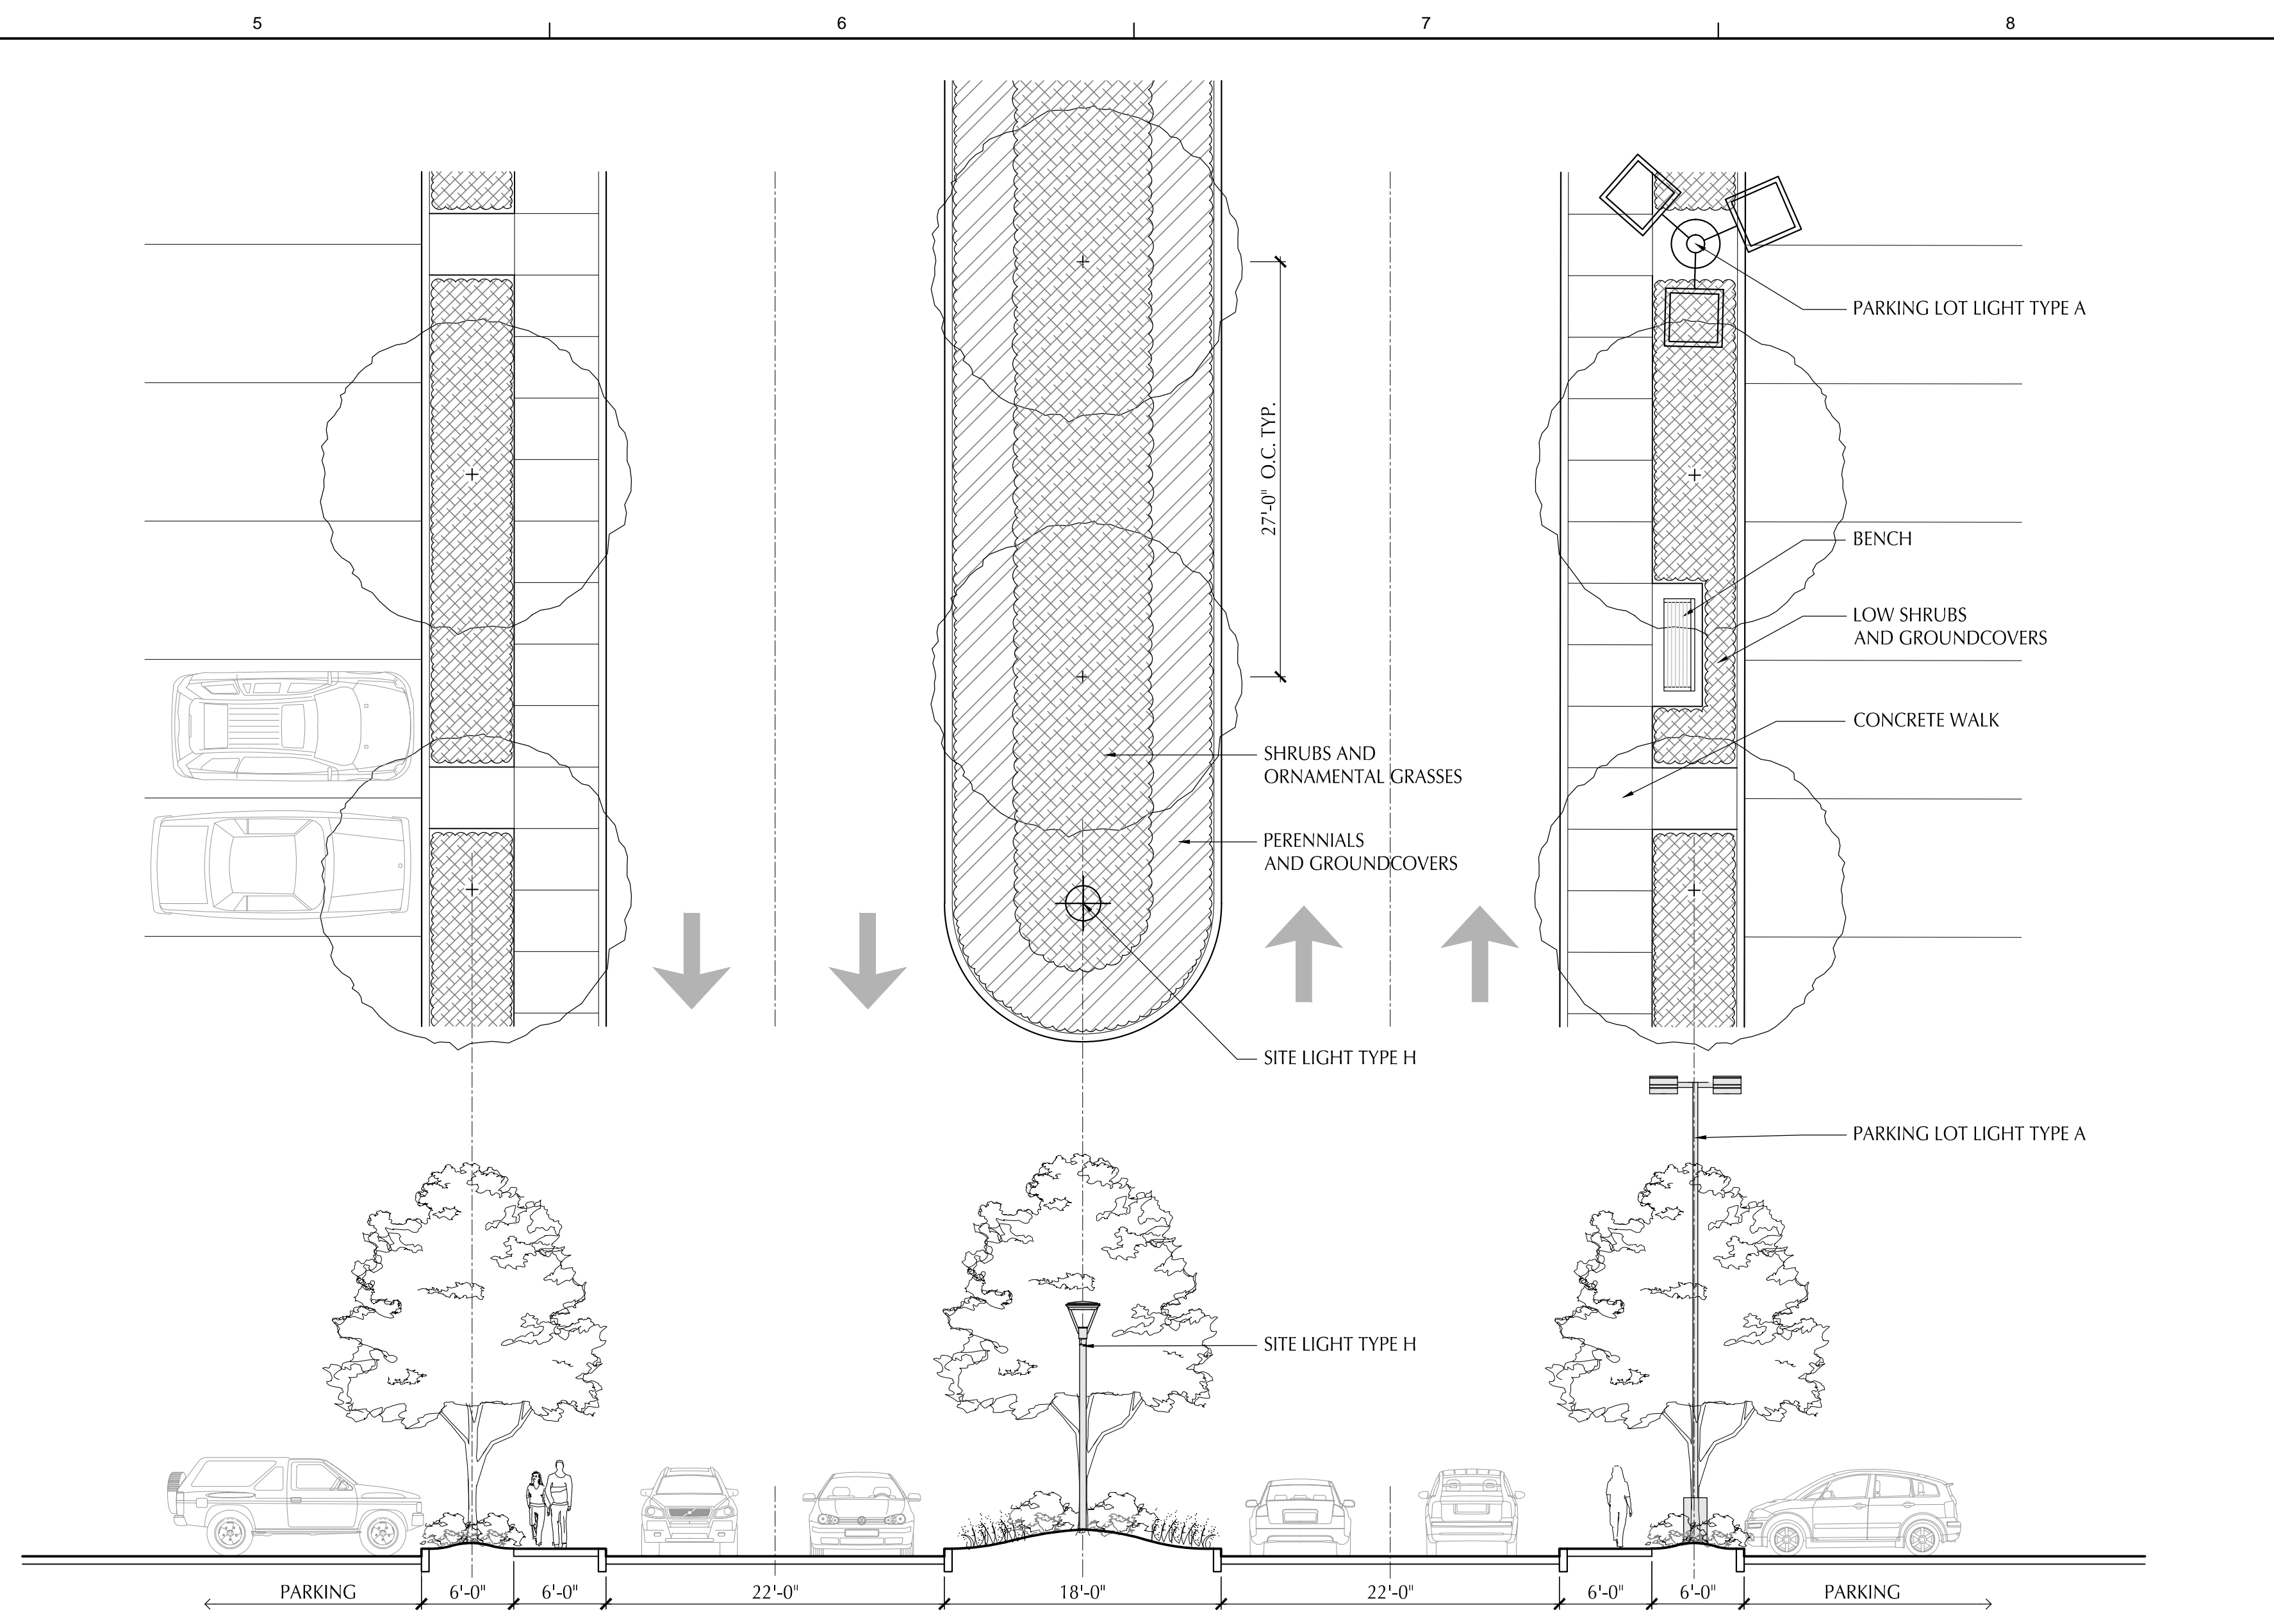 5 6 7 8
PARKING LOT LIGHT TYPE A
27'-0" O.C. TYP.
BENCH
LOW SHRUBS
AND GROUNDCOVERS
CONCRETE WALK
SHRUBS AND
ORNAMENTAL GRASSES
PERENNIALS
AND GROUNDCOVERS
SITE LIGHT TYPE H
PARKING LOT LIGHT TYPE A
SITE LIGHT TYPE H
PARKING 6'-0" 6'-0" 22'-0" 18'-0" 22'-0" 6'-0" 6'-0" PARKING